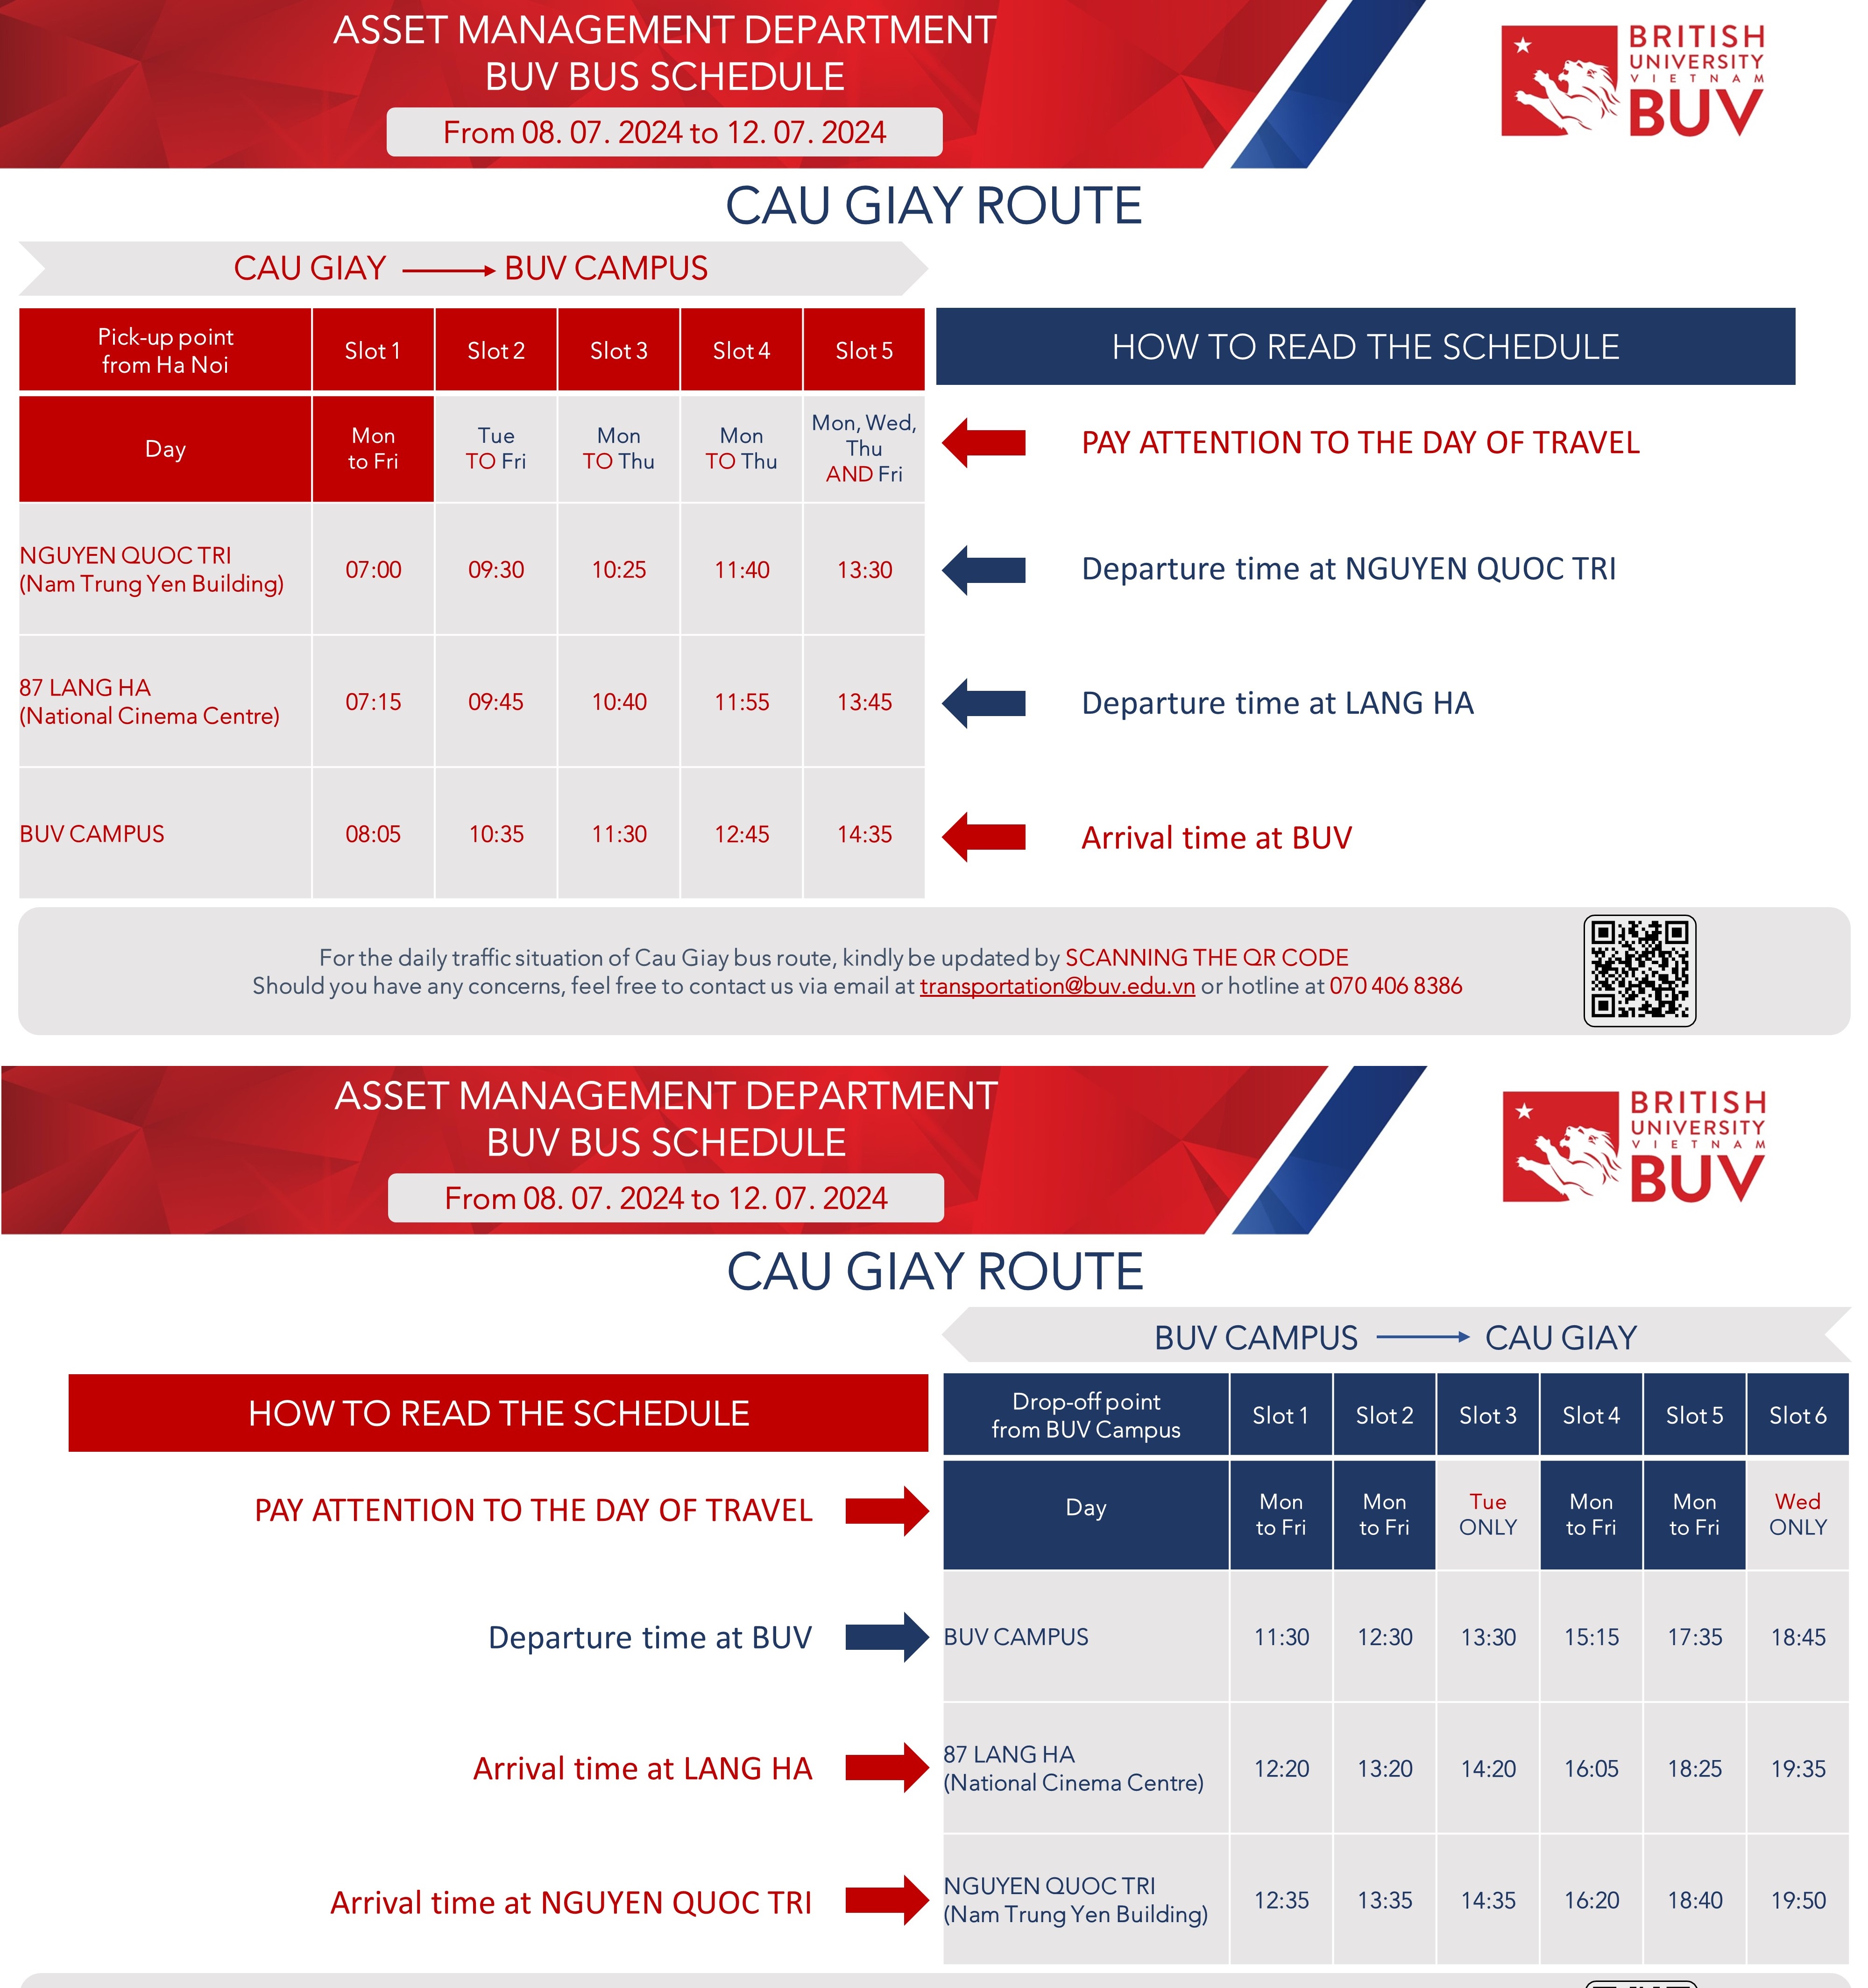 ASSET MANAGEMENT DEPARTMENT
BUV BUS SCHEDULE
From 08. 07. 2024 to 12. 07. 2024
BRITISH
UNIVERSITY
VIETNAM
BUV
CAU GIAY ROUTE
CAU GIAY BUV CAMPUS
Pick-up point
from Ha Noi
Slot 1
Slot 2
Slot 3
Slot 4
Slot 5
HOW TO READ THE SCHEDULE
Day
Mon
to Fri
Tue
TO Fri
Mon
TO Thu
Mon
TO Thu
Mon, Wed,
Thu
AND Fri
PAY ATTENTION TO THE DAY OF TRAVEL
NGUYEN QUOC TRI
(Nam Trung Yen Building)
07:00
09:30
10:25
11:40
13:30
Departure time at NGUYEN QUOC TRI
87 LANG HA
(National Cinema Centre)
07:15
09:45
10:40
11:55
13:45
Departure time at LANG HA
BUV CAMPUS
08:05
10:35
11:30
12:45
14:35
Arrival time at BUV
For the daily traffic situation of Cau Giay bus route, kindly be updated by SCANNING THE QR CODE
Should you have any concerns, feel free to contact us via email at transportation@buv.edu.vn or hotline at 070 406 8386
ASSET MANAGEMENT DEPARTMENT
BUV BUS SCHEDULE
From 08. 07. 2024 to 12. 07. 2024
BRITISH
UNIVERSITY
VIETNAM
BUV
CAU GIAY ROUTE
BUV CAMPUS CAU GIAY
HOW TO READ THE SCHEDULE
Drop-off point
from BUV Campus
Slot 1
Slot 2
Slot 3
Slot 4
Slot 5
Slot 6
PAY ATTENTION TO THE DAY OF TRAVEL
Day
Mon
to Fri
Mon
to Fri
Tue
ONLY
Mon
to Fri
Mon
to Fri
Wed
ONLY
Departure time at BUV
BUV CAMPUS
11:30
12:30
13:30
15:15
17:35
18:45
Arrival time at LANG HA
87 LANG HA
(National Cinema Centre)
12:20
13:20
14:20
16:05
18:25
19:35
Arrival time at NGUYEN QUOC TRI
NGUYEN QUOC TRI
(Nam Trung Yen Building)
12:35
13:35
14:35
16:20
18:40
19:50